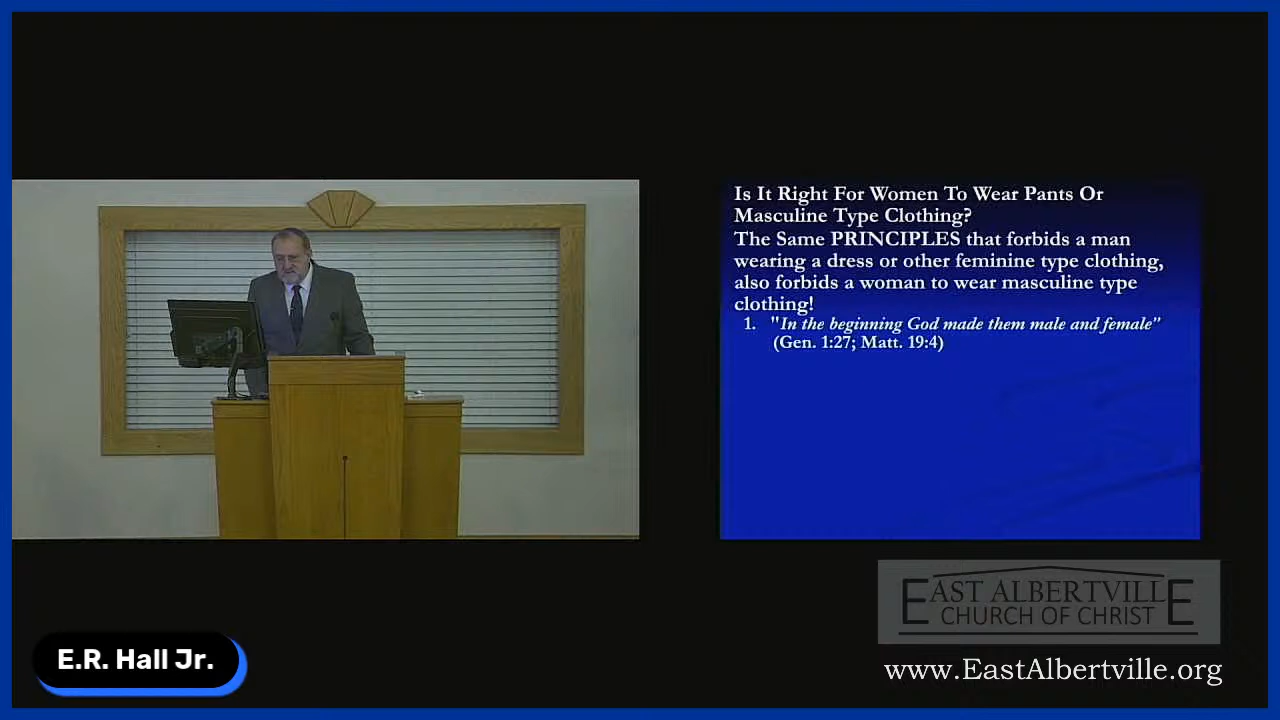 Is It Right For Women To Wear Pants Or
Masculine Type Clothing?
The Same PRINCIPLES that forbids a man
wearing a dress or other feminine type clothing,
also forbids a woman to wear masculine type
clothing!
1. "In the beginning God made them male and female"
(Gen. 1:27; Matt. 19:4)
EAST ALBERTVILLE
CHURCH OF CHRIST
E.R. Hall Jr.
www.EastAlbertville.org